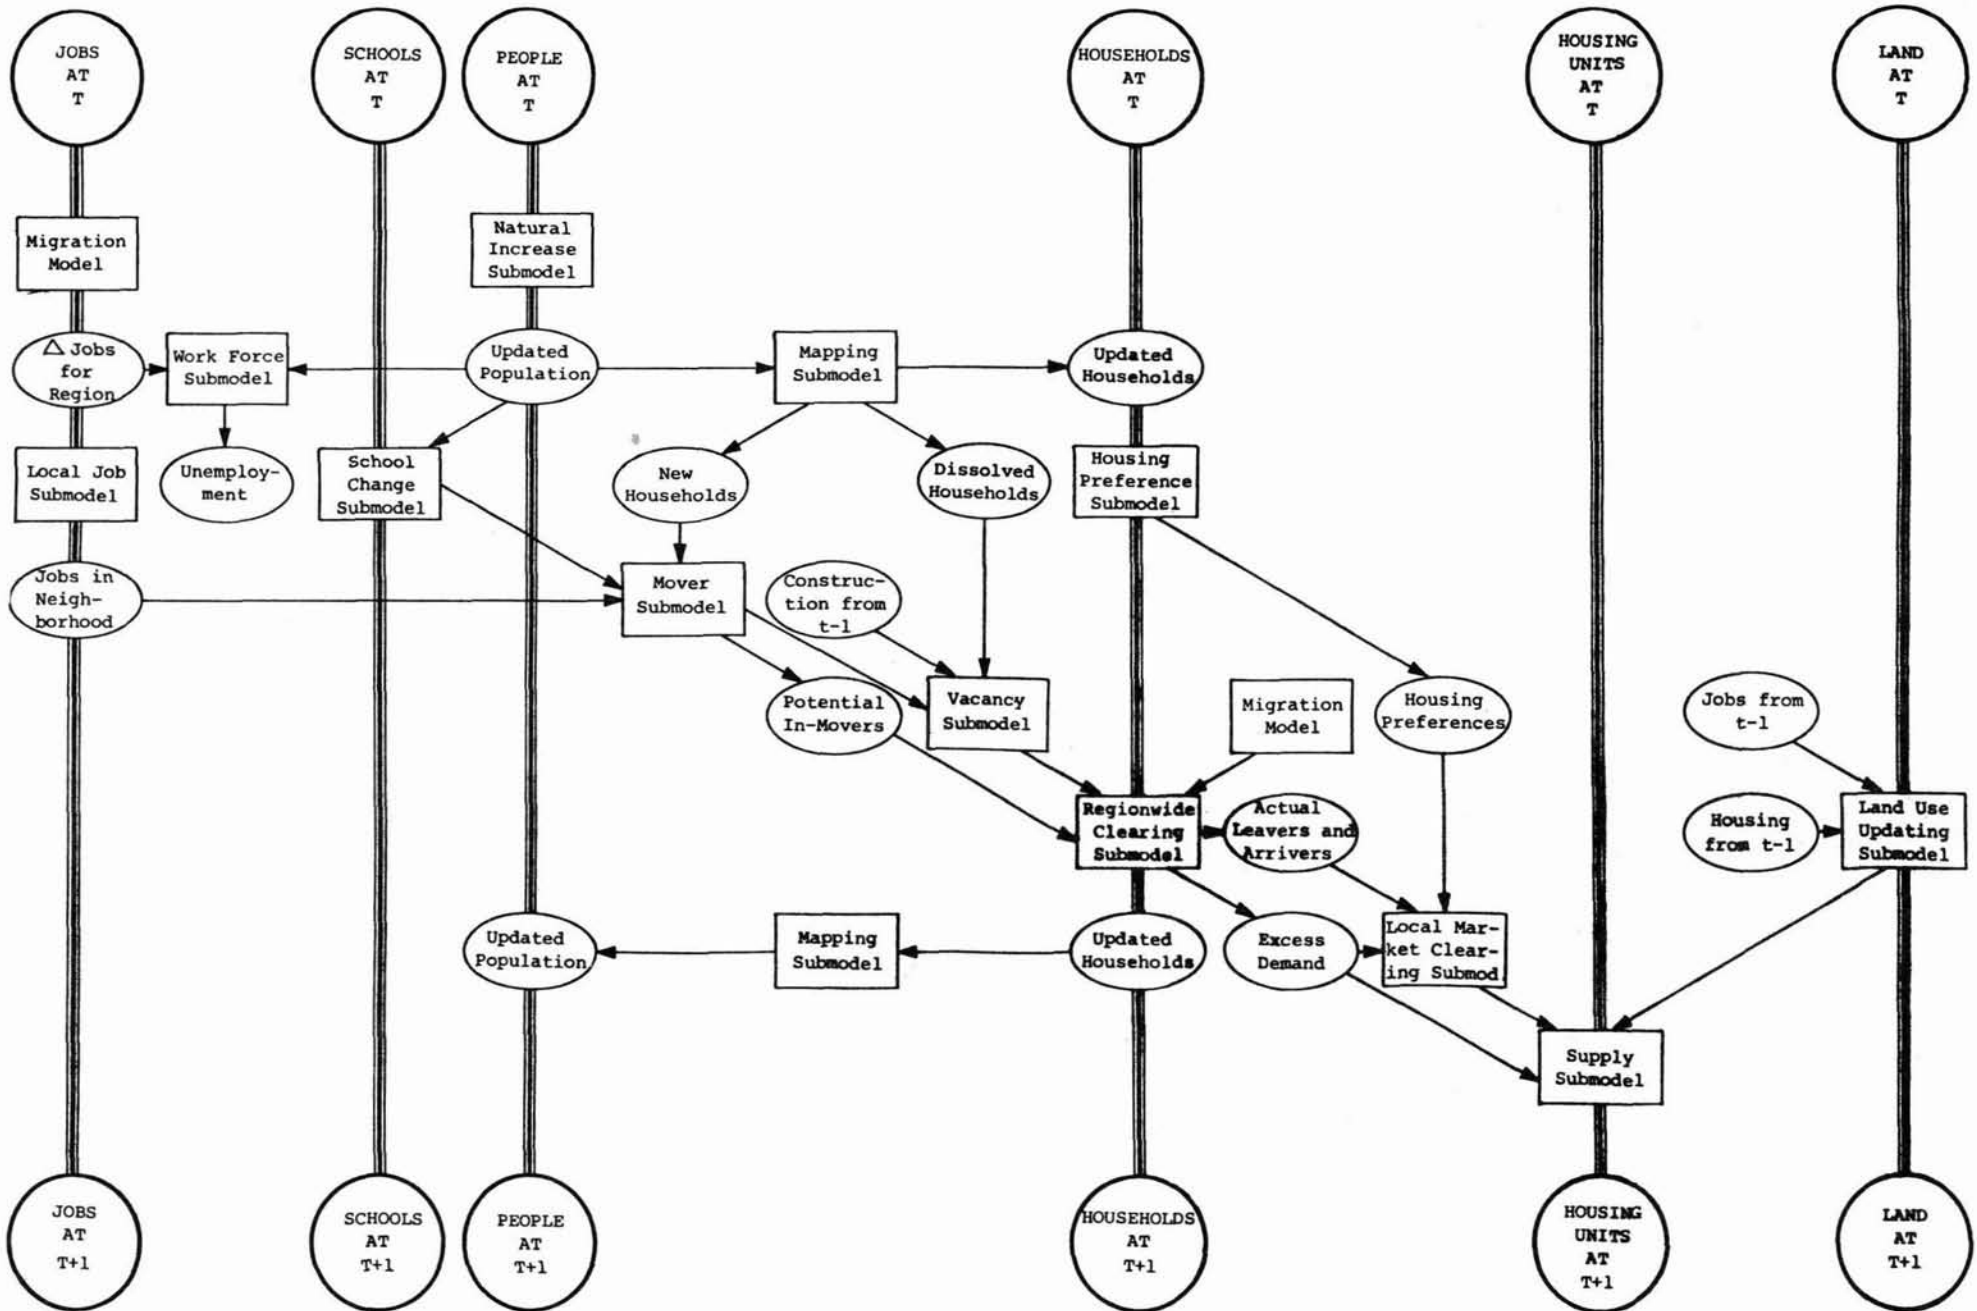 JOBS
AT
T
SCHOOLS
AT
T
PEOPLE
AT
T
HOUSEHOLDS
AT
T
HOUSING
UNITS
AT
T
LAND
AT
T
Migration
Model
Natural
Increase
Submodel
△ Jobs
for
Region
Work Force
Submodel
Updated
Population
Mapping
Submodel
Updated
Households
Local Job
Submodel
Unemploy-
ment
School
Change
Submodel
New
Households
Dissolved
Households
Housing
Preference
Submodel
Jobs in
Neigh-
borhood
Mover
Submodel
Construc-
tion from
t-1
Potential
In-Movers
Vacancy
Submodel
Migration
Model
Housing
Preferences
Jobs from
t-1
Regionwide
Clearing
Submodel
Actual
Leavers and
Arrivers
Housing
from t-1
Land Use
Updating
Submodel
Updated
Population
Mapping
Submodel
Updated
Households
Excess
Demand
Local Mar-
ket Clear-
ing Submod
Supply
Submodel
JOBS
AT
T+1
SCHOOLS
AT
T+1
PEOPLE
AT
T+1
HOUSEHOLDS
AT
T+1
HOUSING
UNITS
AT
T+1
LAND
AT
T+1